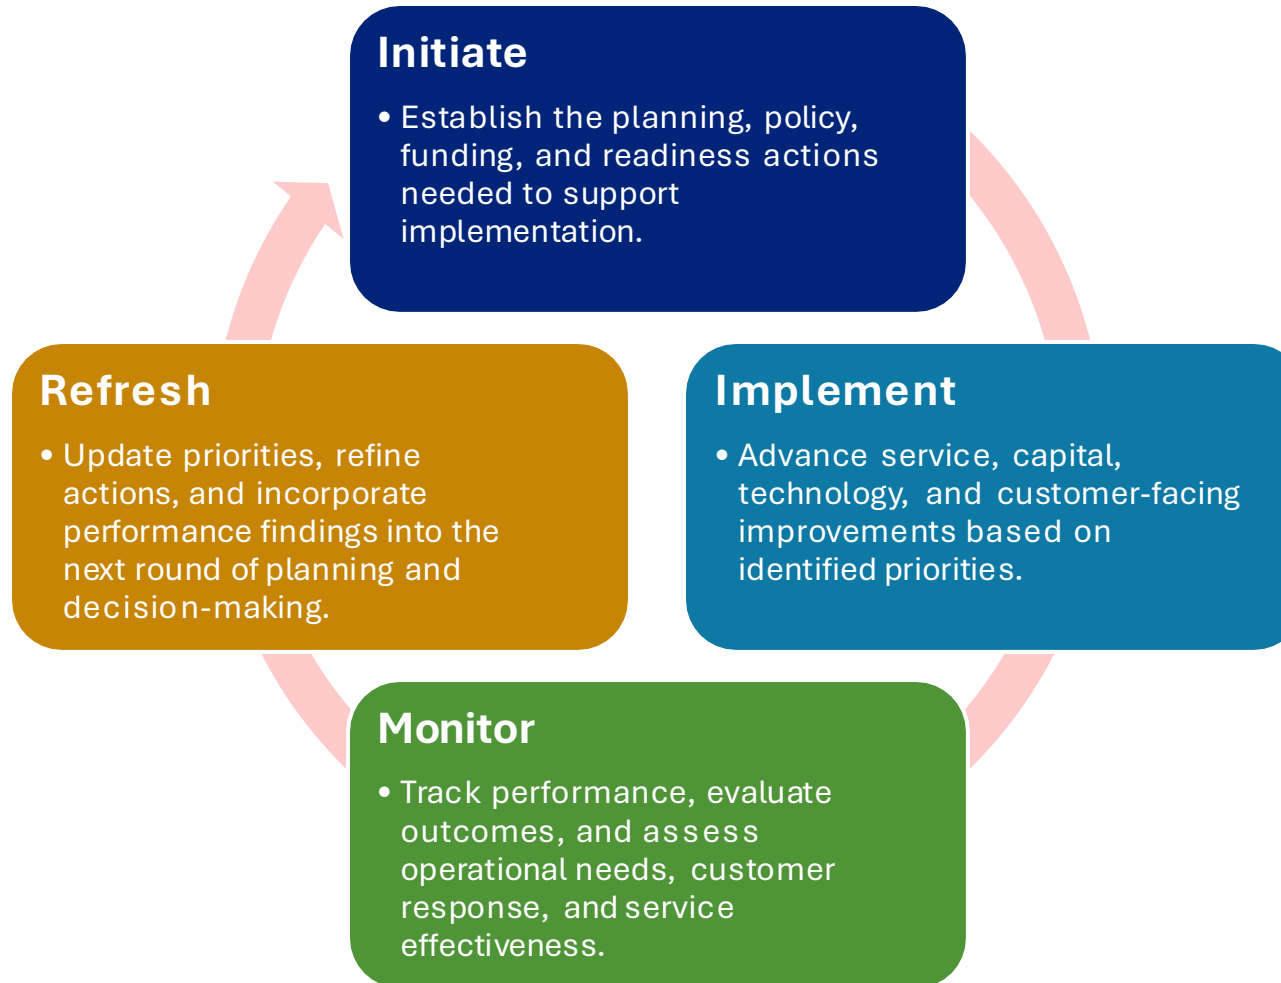 Initiate
• Establish the planning, policy,
funding, and readiness actions
needed to support
implementation.
Implement
• Advance service, capital,
technology, and customer-facing
improvements based on
identified priorities.
Monitor
• Track performance, evaluate
outcomes, and assess
operational needs, customer
response, and service
effectiveness.
Refresh
• Update priorities, refine
actions, and incorporate
performance findings into the
next round of planning and
decision-making.